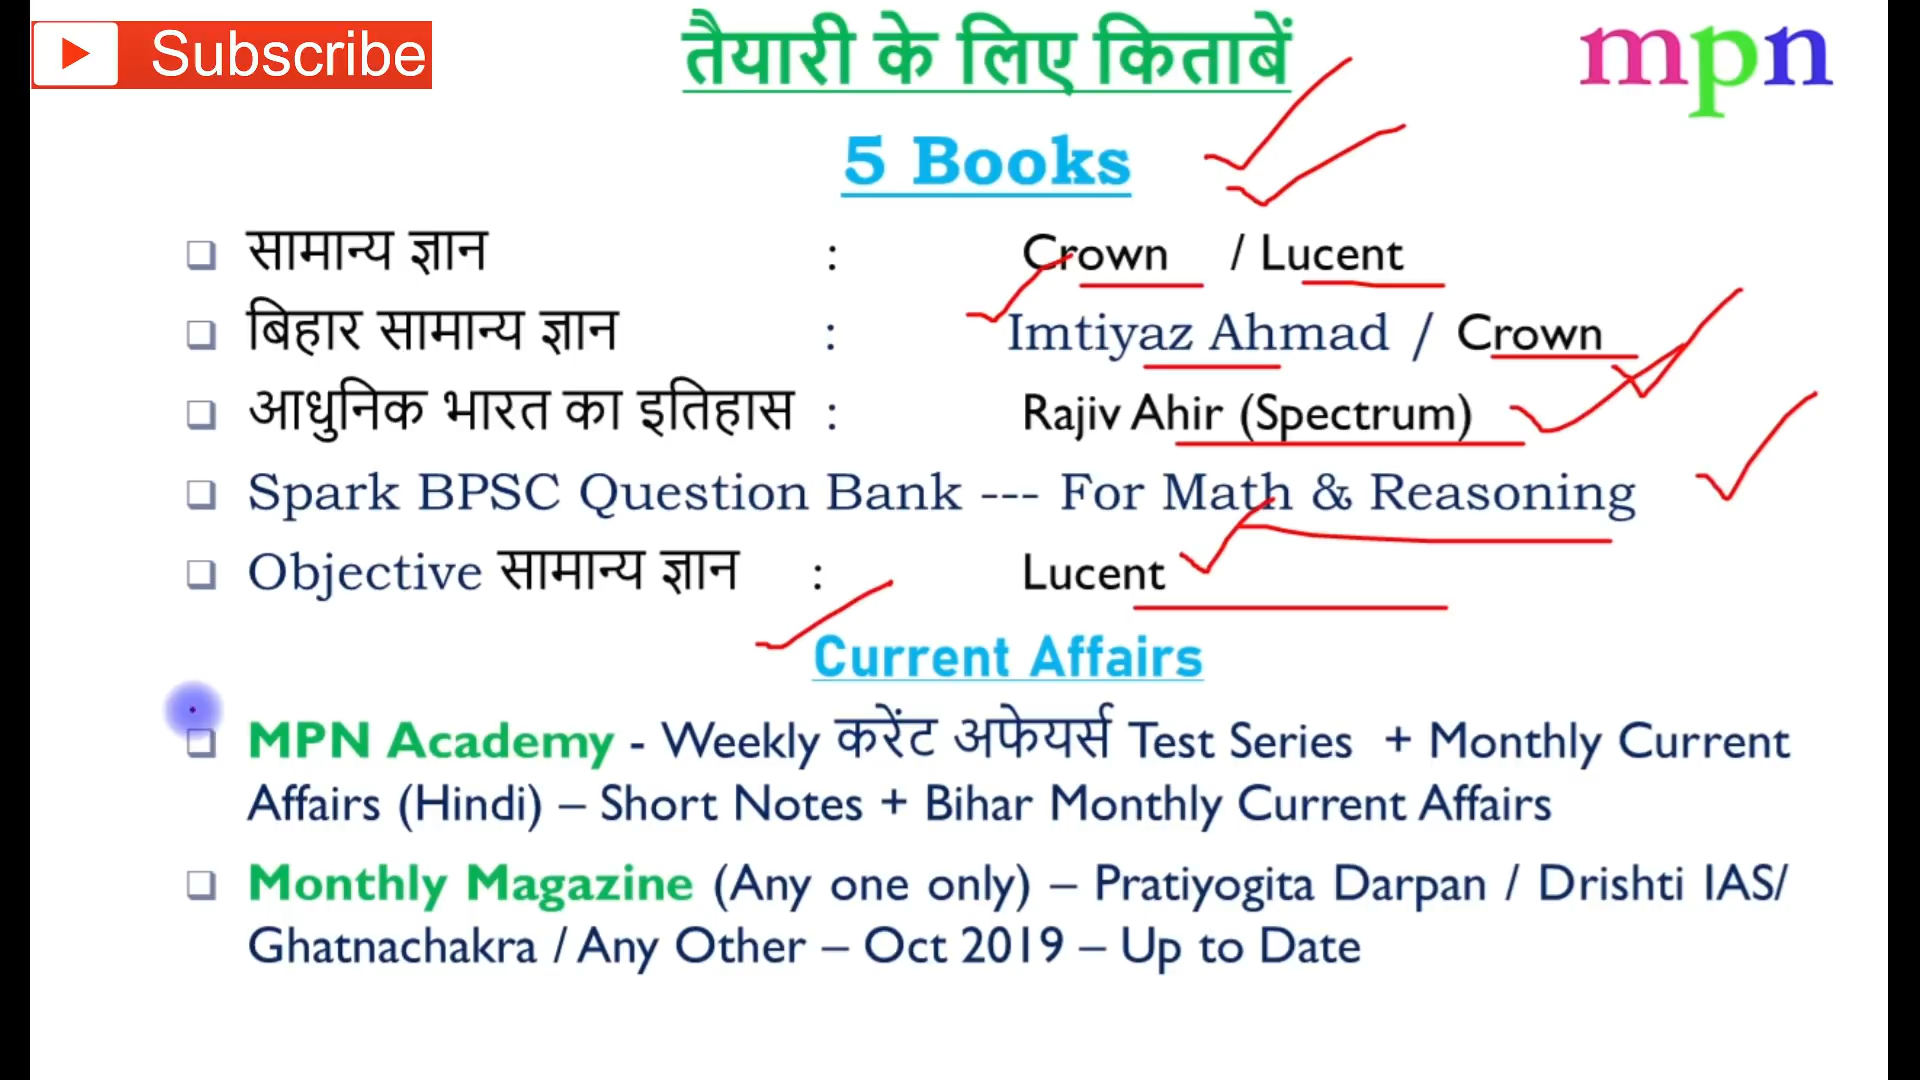 Subscribe
तैयारी के लिए किताबें
mpn
5 Books
सामान्य ज्ञान : Crown / Lucent
बिहार सामान्य ज्ञान : Imtiyaz Ahmad / Crown
आधुनिक भारत का इतिहास : Rajiv Ahir (Spectrum)
Spark BPSC Question Bank --- For Math & Reasoning
Objective सामान्य ज्ञान : Lucent
Current Affairs
MPN Academy - Weekly करेंट अफेयर्स Test Series + Monthly Current
Affairs (Hindi) – Short Notes + Bihar Monthly Current Affairs
Monthly Magazine (Any one only) – Pratiyogita Darpan / Drishti IAS/
Ghatnachakra / Any Other – Oct 2019 – Up to Date